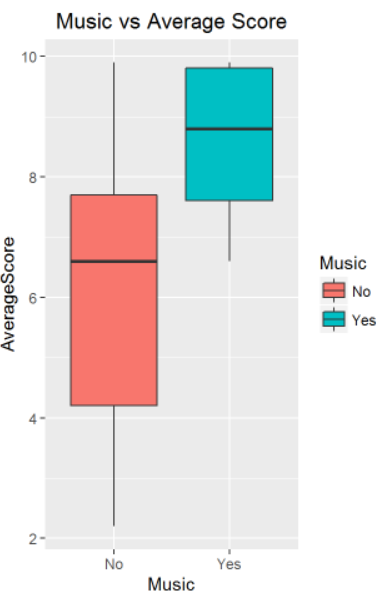 Music vs Average Score
10
8
6
4
2
AverageScore
No
Yes
Music
Music
No
Yes